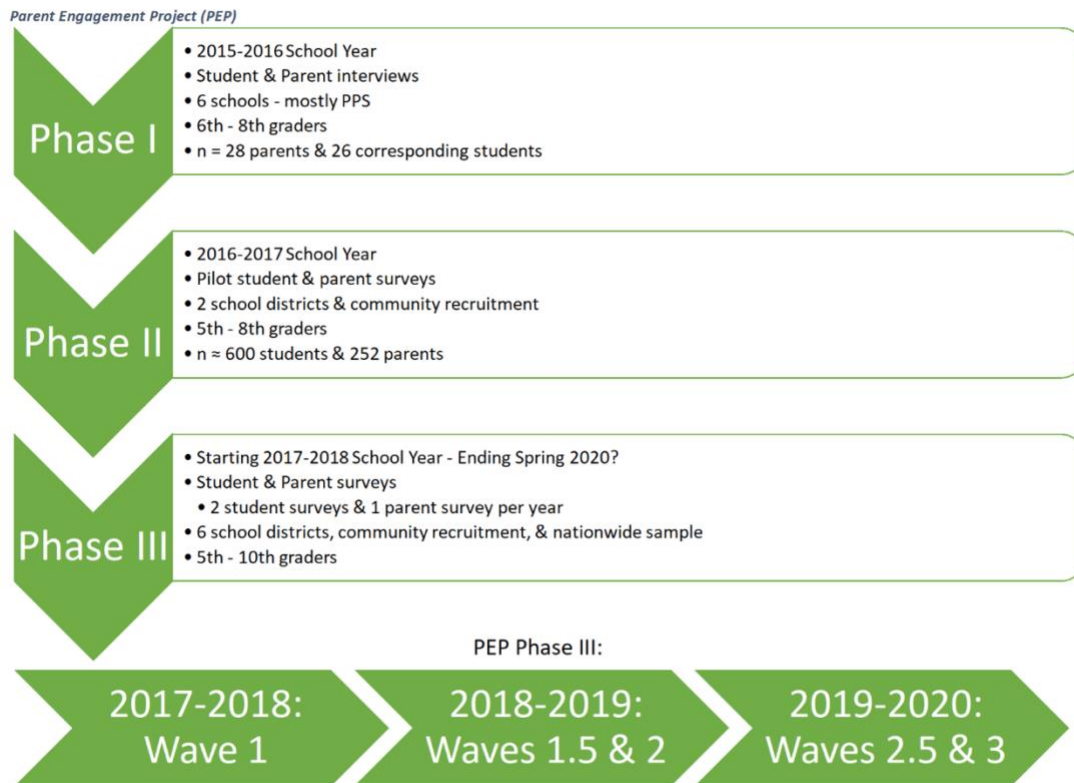 Parent Engagement Project (PEP)
Phase I
• 2015-2016 School Year
• Student & Parent interviews
• 6 schools - mostly PPS
• 6th - 8th graders
• n = 28 parents & 26 corresponding students
Phase II
• 2016-2017 School Year
• Pilot student & parent surveys
• 2 school districts & community recruitment
• 5th - 8th graders
• n ≈ 600 students & 252 parents
Phase III
• Starting 2017-2018 School Year - Ending Spring 2020?
• Student & Parent surveys
• 2 student surveys & 1 parent survey per year
• 6 school districts, community recruitment, & nationwide sample
• 5th - 10th graders
PEP Phase III:
2017-2018:
Wave 1
2018-2019:
Waves 1.5 & 2
2019-2020:
Waves 2.5 & 3